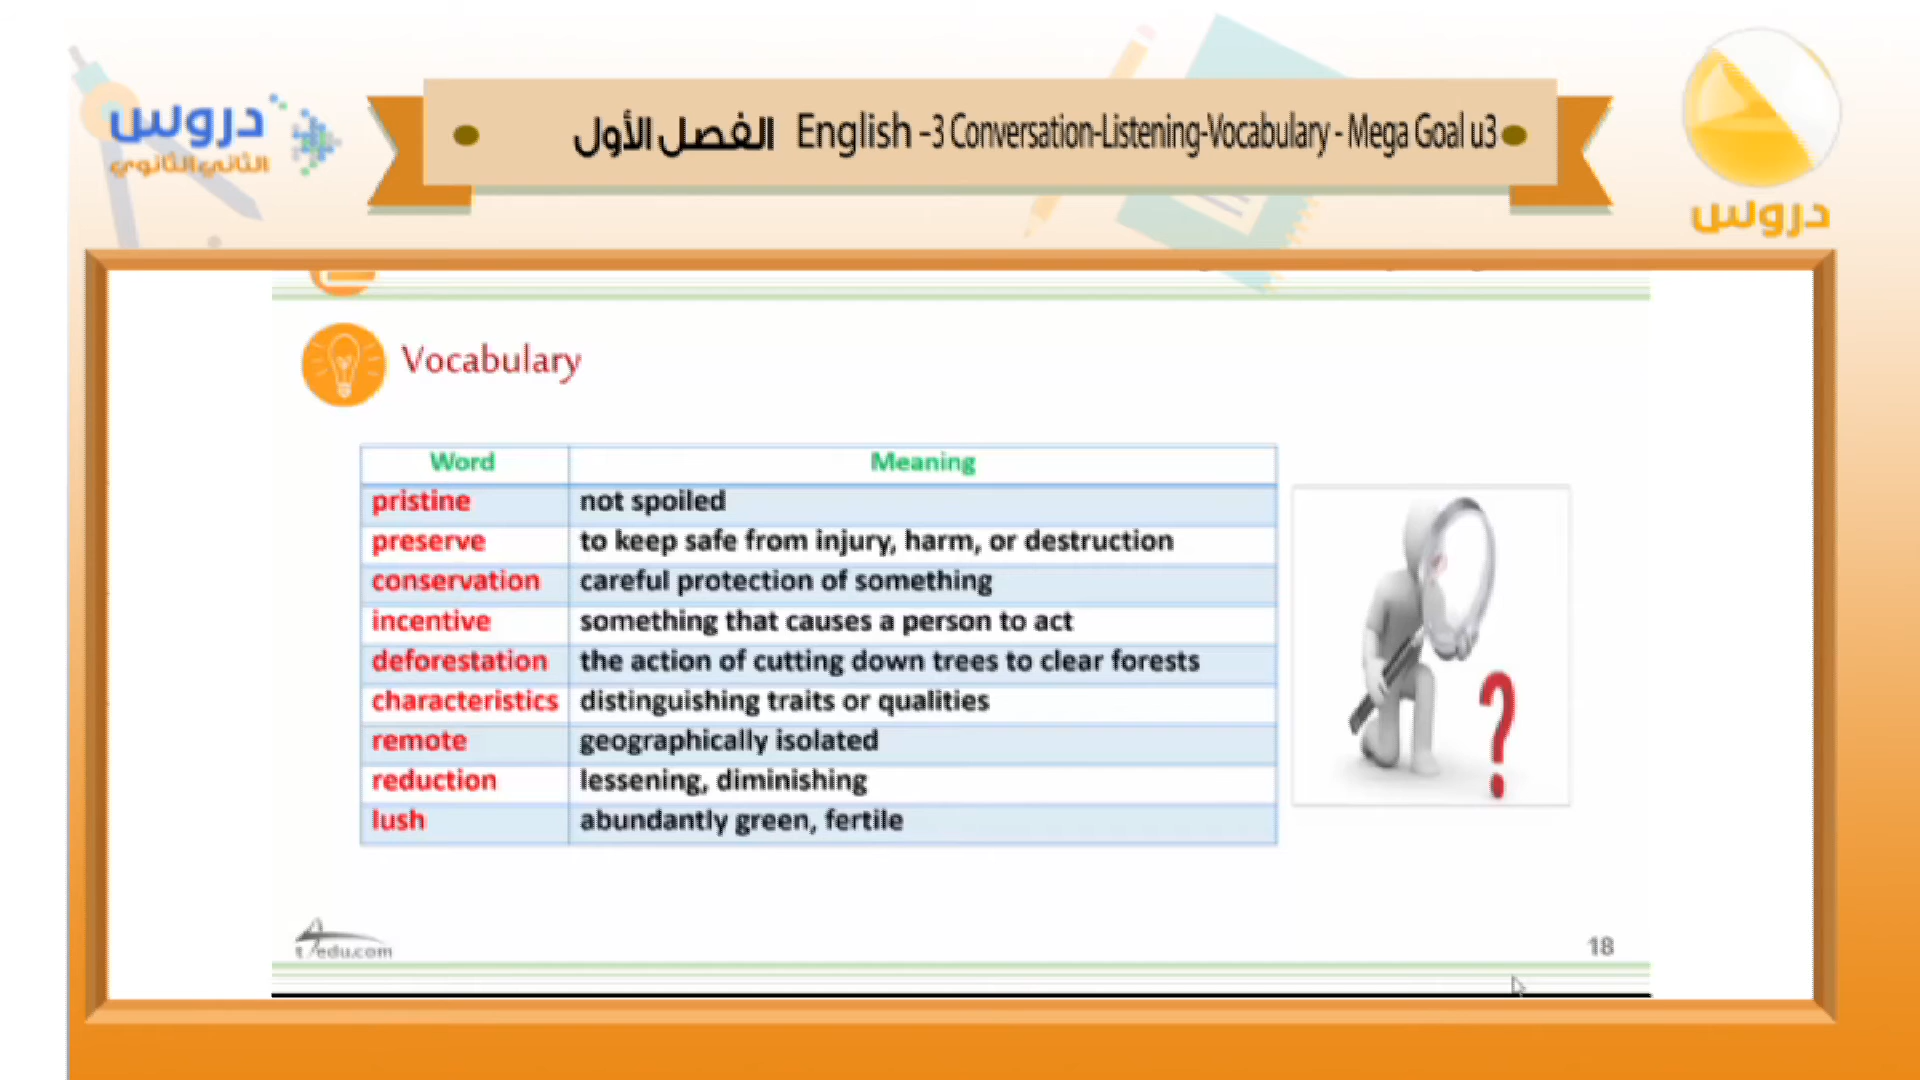 دروس
الثاني الثانوي
English -3 Conversation-Listening-Vocabulary - Mega Goal u3 الفصل الأول
دروس
Vocabulary
Word Meaning
pristine not spoiled
preserve to keep safe from injury, harm, or destruction
conservation careful protection of something
incentive something that causes a person to act
deforestation the action of cutting down trees to clear forests
characteristics distinguishing traits or qualities
remote geographically isolated
reduction lessening, diminishing
lush abundantly green, fertile
?
t4edu.com
18